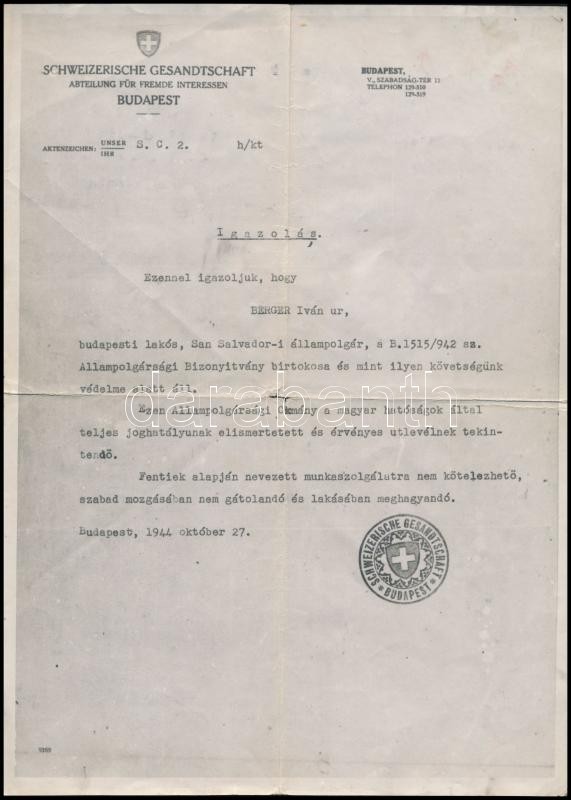 SCHWEIZERISCHE GESANDTSCHAFT
ABTEILUNG FÜR FREMDE INTERESSEN
BUDAPEST
BUDAPEST,
V., SZABADSÁG-TÉR 11
TELEPHON 129-510
129-519
AKTENZEICHEN: UNSER S. C. 2. h/kt
IHR
Igazolás.
Ezennel igazoljuk, hogy
BERGER Iván ur,
budapesti lakós, San Salvador-i állampolgár, a B.1515/942 sz.
Allampolgársági Bizonyitvány birtokosa és mint ilyen követségünk
védelme alatt áll.
Ezen Állampolgársági Okmány a magyar hatóságok által
teljes joghatályunak elismertetett és érvényes utlevélnek tekin-
tendő.
Fentiek alapján nevezett munkaszolgálatra nem kötelezhető,
szabad mozgásában nem gátolandó és lakásában meghagyandó.
Budapest, 1944 október 27.
SCHWEIZERISCHE GESANDTSCHAFT
* BUDAPEST *
darabanth